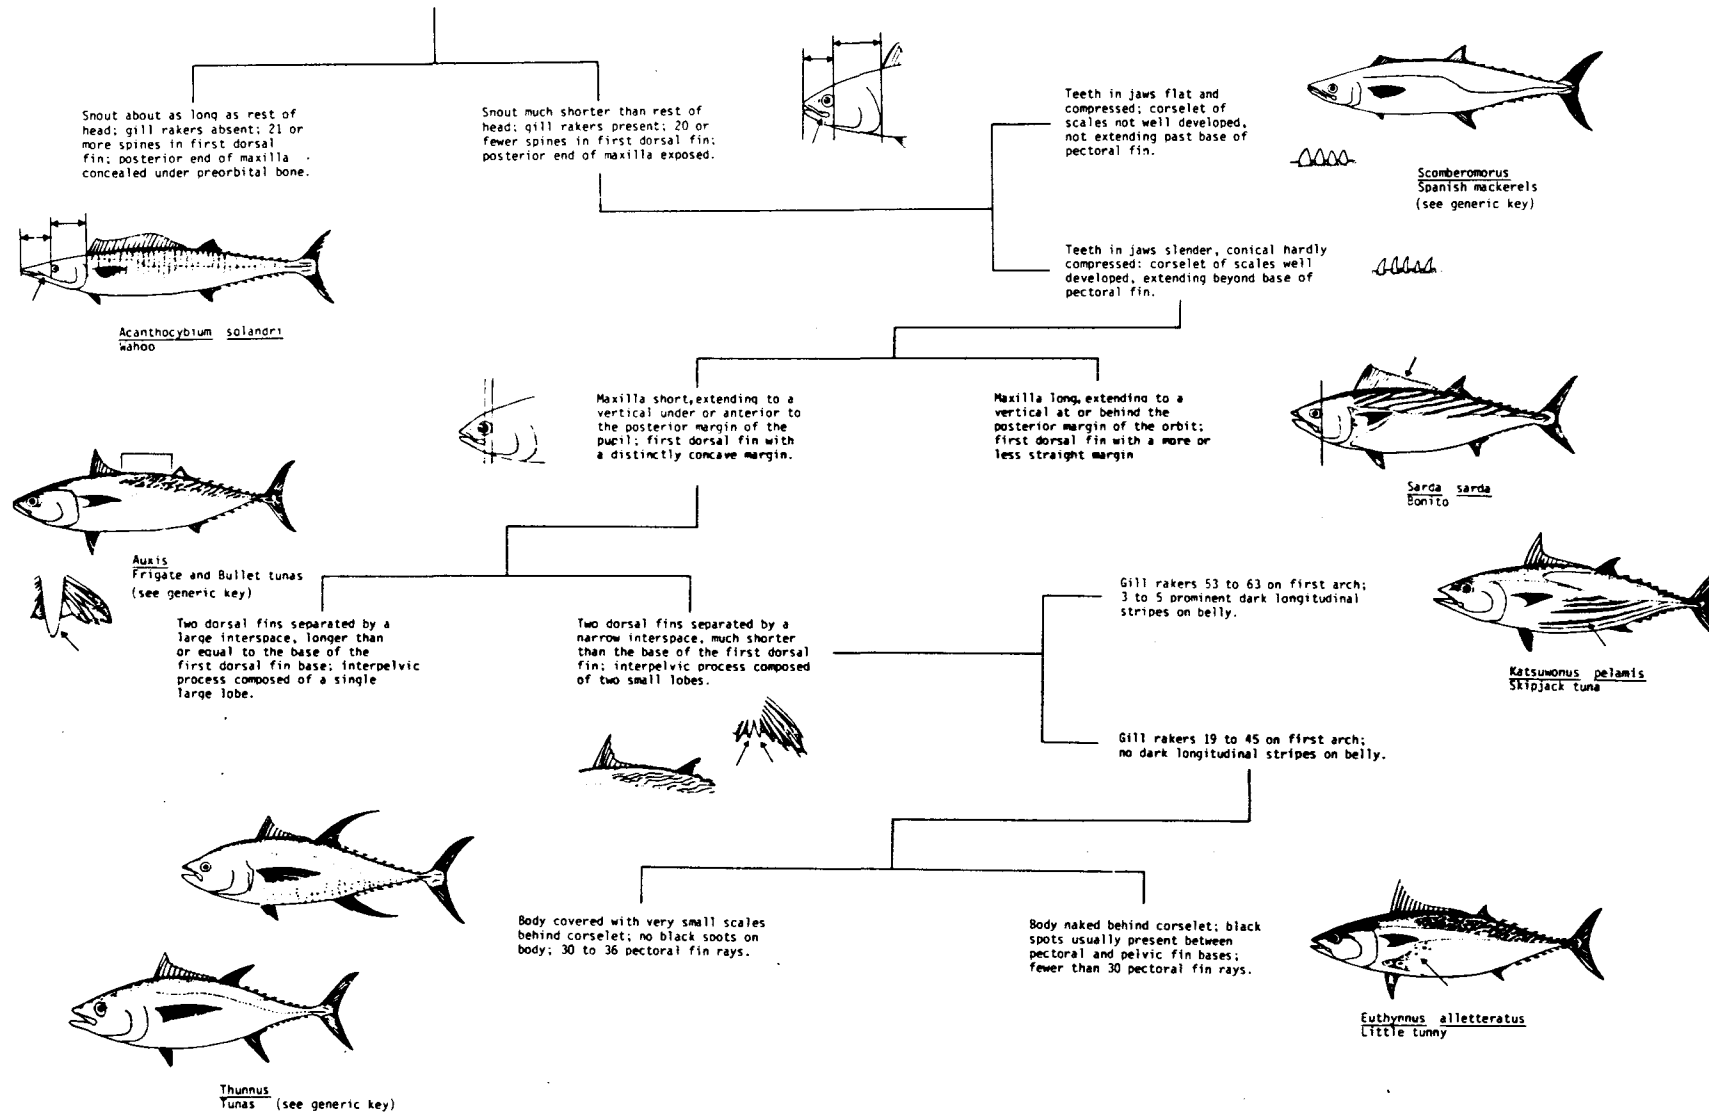 Snout about as long as rest of
head; gill rakers absent; 21 or
more spines in first dorsal
fin; posterior end of maxilla
concealed under preorbital bone.
Snout much shorter than rest of
head; gill rakers present; 20 or
fewer spines in first dorsal fin;
posterior end of maxilla exposed.
Teeth in jaws flat and
compressed; corselet of
scales not well developed,
not extending past base of
pectoral fin.
Scomberomorus
Spanish mackerels
(see generic key)
Teeth in jaws slender, conical hardly
compressed: corselet of scales well
developed, extending beyond base of
pectoral fin.
Acanthocybium solandri
Wahoo
Maxilla short, extending to a
vertical under or anterior to
the posterior margin of the
pupil; first dorsal fin with
a distinctly concave margin.
Maxilla long, extending to a
vertical at or behind the
posterior margin of the orbit;
first dorsal fin with a more or
less straight margin
Sarda sarda
Bonito
Auxis
Frigate and Bullet tunas
(see generic key)
Two dorsal fins separated by a
large interspace, longer than
or equal to the base of the
first dorsal fin base; interpelvic
process composed of a single
large lobe.
Two dorsal fins separated by a
narrow interspace, much shorter
than the base of the first dorsal
fin; interpelvic process composed
of two small lobes.
Gill rakers 53 to 63 on first arch;
3 to 5 prominent dark longitudinal
stripes on belly.
Katsuwonus pelamis
Skipjack tuna
Gill rakers 19 to 45 on first arch;
no dark longitudinal stripes on belly.
Body covered with very small scales
behind corselet; no black spots on
body; 30 to 36 pectoral fin rays.
Body naked behind corselet; black
spots usually present between
pectoral and pelvic fin bases;
fewer than 30 pectoral fin rays.
Euthynnus alletteratus
Little tunny
Thunnus
Tunas (see generic key)